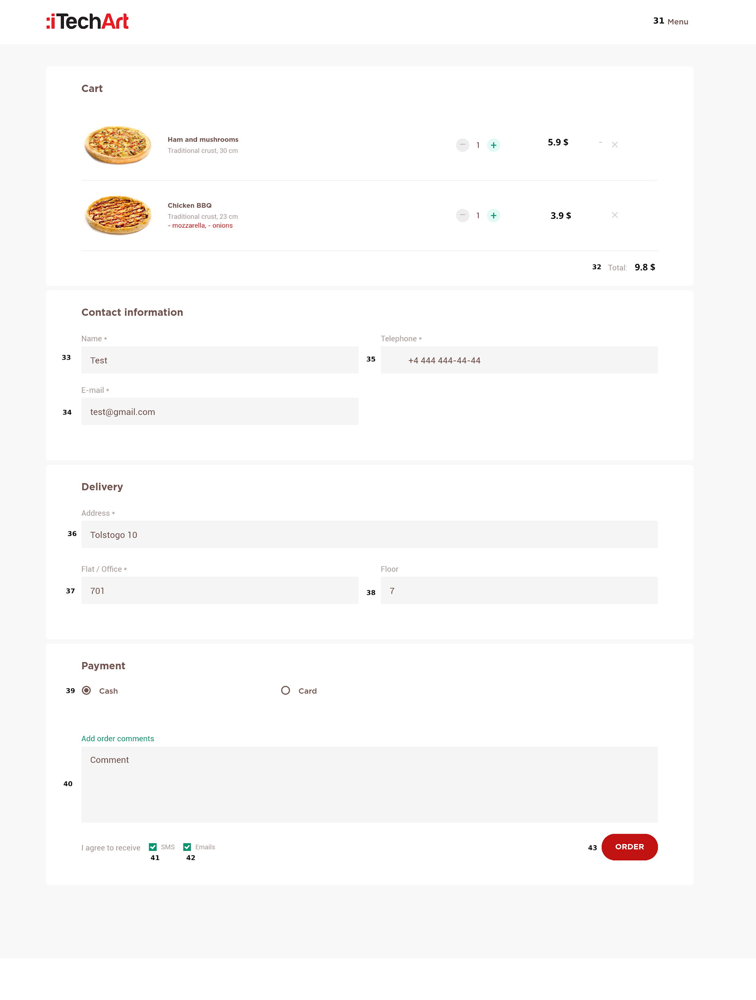 :iTechArt
31 Menu
Cart
Ham and mushrooms
Traditional crust, 30 cm
− 1 + 5.9 $ - ×
Chicken BBQ
Traditional crust, 23 cm
- mozzarella, - onions
− 1 + 3.9 $ ×
32 Total: 9.8 $
Contact information
Name *
33 Test
Telephone *
35 +4 444 444-44-44
E-mail *
34 test@gmail.com
Delivery
Address *
36 Tolstogo 10
Flat / Office *
37 701
Floor
38 7
Payment
39 Cash Card
Add order comments
Comment
40
I agree to receive SMS Emails
41 42
43 ORDER